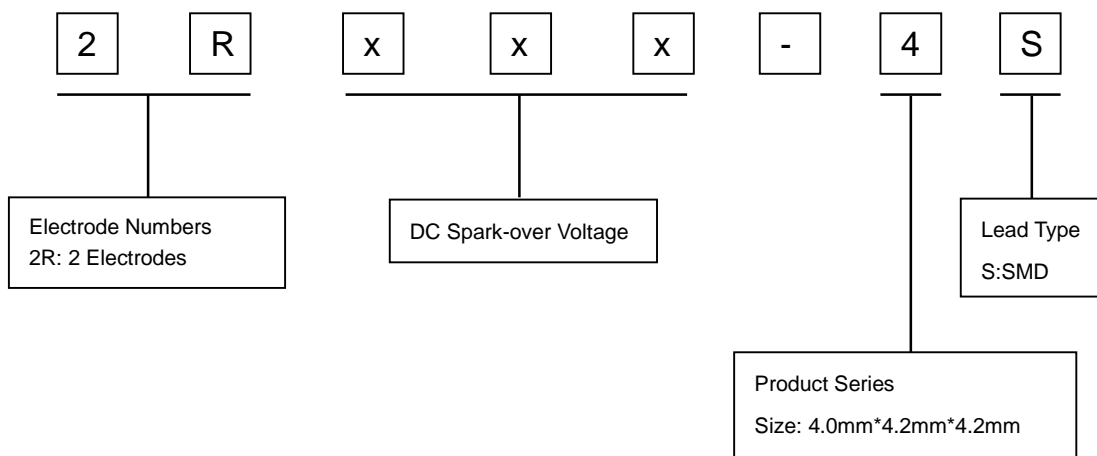 2 R x x x - 4 S
Electrode Numbers
2R: 2 Electrodes
DC Spark-over Voltage
Lead Type
S:SMD
Product Series
Size: 4.0mm*4.2mm*4.2mm